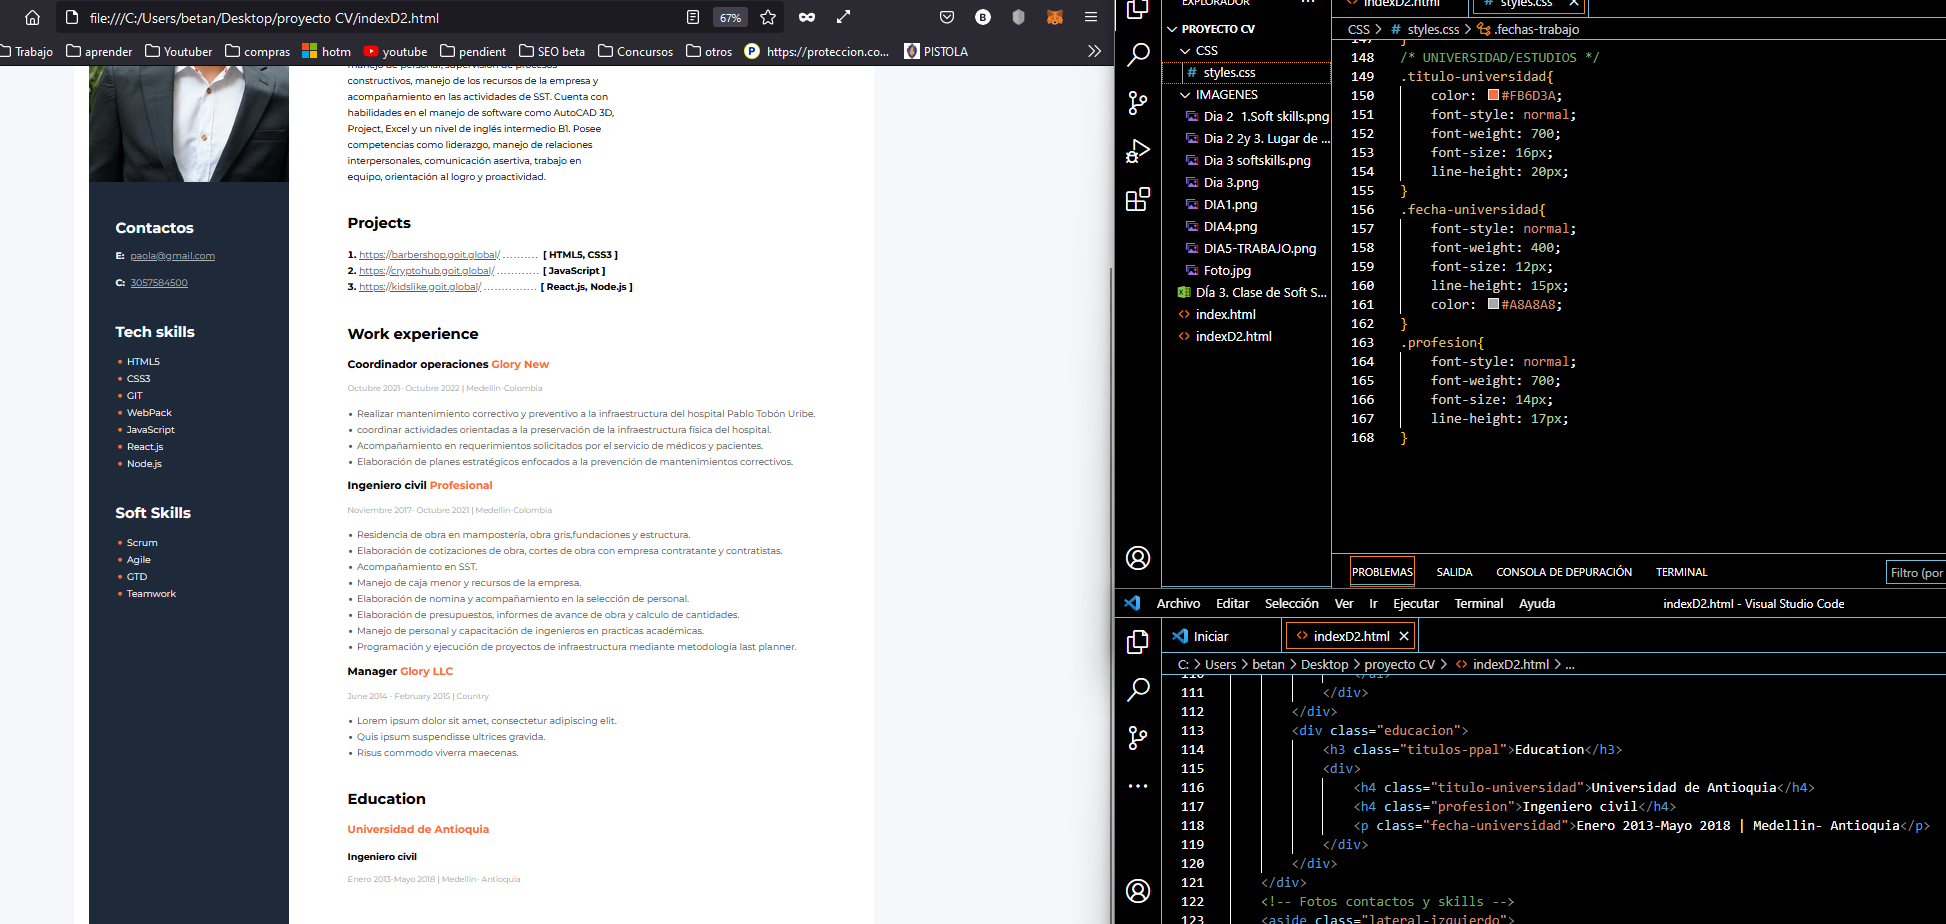 file:///C:/Users/betan/Desktop/proyecto CV/indexD2.html
67%
Trabajo
aprender
Youtuber
compras
hotm
youtube
pendient
SEO beta
Concursos
otros
https://proteccion.co...
PISTOLA
constructivos, manejo de los recursos de la empresa y
acompañamiento en las actividades de SST. Cuenta con
habilidades en el manejo de software como AutoCAD 3D,
Project, Excel y un nivel de inglés intermedio B1. Posee
competencias como liderazgo, manejo de relaciones
interpersonales, comunicación asertiva, trabajo en
equipo, orientación al logro y proactividad.
Contactos
E: paola@gmail.com
C: 3057584500
Tech skills
HTML5
CSS3
GIT
WebPack
JavaScript
React.js
Node.js
Soft Skills
Scrum
Agile
GTD
Teamwork
Projects
1. https://barbershop.goit.global/ .......... [ HTML5, CSS3 ]
2. https://cryptohub.goit.global/ ............ [ JavaScript ]
3. https://kidslike.goit.global/ ............... [ React.js, Node.js ]
Work experience
Coordinador operaciones Glory New
Octubre 2021- Octubre 2022 | Medellin-Colombia
• Realizar mantenimiento correctivo y preventivo a la infraestructura del hospital Pablo Tobón Uribe.
• coordinar actividades orientadas a la preservación de la infraestructura física del hospital.
• Acompañamiento en requerimientos solicitados por el servicio de médicos y pacientes.
• Elaboración de planes estratégicos enfocados a la prevención de mantenimientos correctivos.
Ingeniero civil Profesional
Noviembre 2017- Octubre 2021 | Medellin-Colombia
• Residencia de obra en mampostería, obra gris,fundaciones y estructura.
• Elaboración de cotizaciones de obra, cortes de obra con empresa contratante y contratistas.
• Acompañamiento en SST.
• Manejo de caja menor y recursos de la empresa.
• Elaboración de nomina y acompañamiento en la selección de personal.
• Elaboración de presupuestos, informes de avance de obra y calculo de cantidades.
• Manejo de personal y capacitación de ingenieros en practicas académicas.
• Programación y ejecución de proyectos de infraestructura mediante metodología last planner.
Manager Glory LLC
June 2014 - February 2015 | Country
• Lorem ipsum dolor sit amet, consectetur adipiscing elit.
• Quis ipsum suspendisse ultrices gravida.
• Risus commodo viverra maecenas.
Education
Universidad de Antioquia
Ingeniero civil
Enero 2013-Mayo 2018 | Medellin- Antioquia
EXPLORADOR ...
PROYECTO CV
CSS
# styles.css
IMAGENES
Dia 2 1.Soft skills.png
Dia 2 2y 3. Lugar de ...
Dia 3 softskills.png
Dia 3.png
DIA1.png
DIA4.png
DIA5-TRABAJO.png
Foto.jpg
DÍa 3. Clase de Soft S...
<> index.html
<> indexD2.html
<> indexD2.html
# styles.css ×
CSS > # styles.css > .fechas-trabajo
147 }
148 /* UNIVERSIDAD/ESTUDIOS */
149 .titulo-universidad{
150 color: #FB6D3A;
151 font-style: normal;
152 font-weight: 700;
153 font-size: 16px;
154 line-height: 20px;
155 }
156 .fecha-universidad{
157 font-style: normal;
158 font-weight: 400;
159 font-size: 12px;
160 line-height: 15px;
161 color: #A8A8A8;
162 }
163 .profesion{
164 font-style: normal;
165 font-weight: 700;
166 font-size: 14px;
167 line-height: 17px;
168 }
PROBLEMAS SALIDA CONSOLA DE DEPURACIÓN TERMINAL
Filtro (por
Archivo Editar Selección Ver Ir Ejecutar Terminal Ayuda
indexD2.html - Visual Studio Code
Iniciar
<> indexD2.html ×
C: > Users > betan > Desktop > proyecto CV > <> indexD2.html > ...
111 </div>
112 </div>
113 <div class="educacion">
114 <h3 class="titulos-ppal">Education</h3>
115 <div>
116 <h4 class="titulo-universidad">Universidad de Antioquia</h4>
117 <h4 class="profesion">Ingeniero civil</h4>
118 <p class="fecha-universidad">Enero 2013-Mayo 2018 | Medellin- Antioquia</p>
119 </div>
120 </div>
121 </div>
122 <!-- Fotos contactos y skills -->
123 <aside class="lateral-izquierdo">